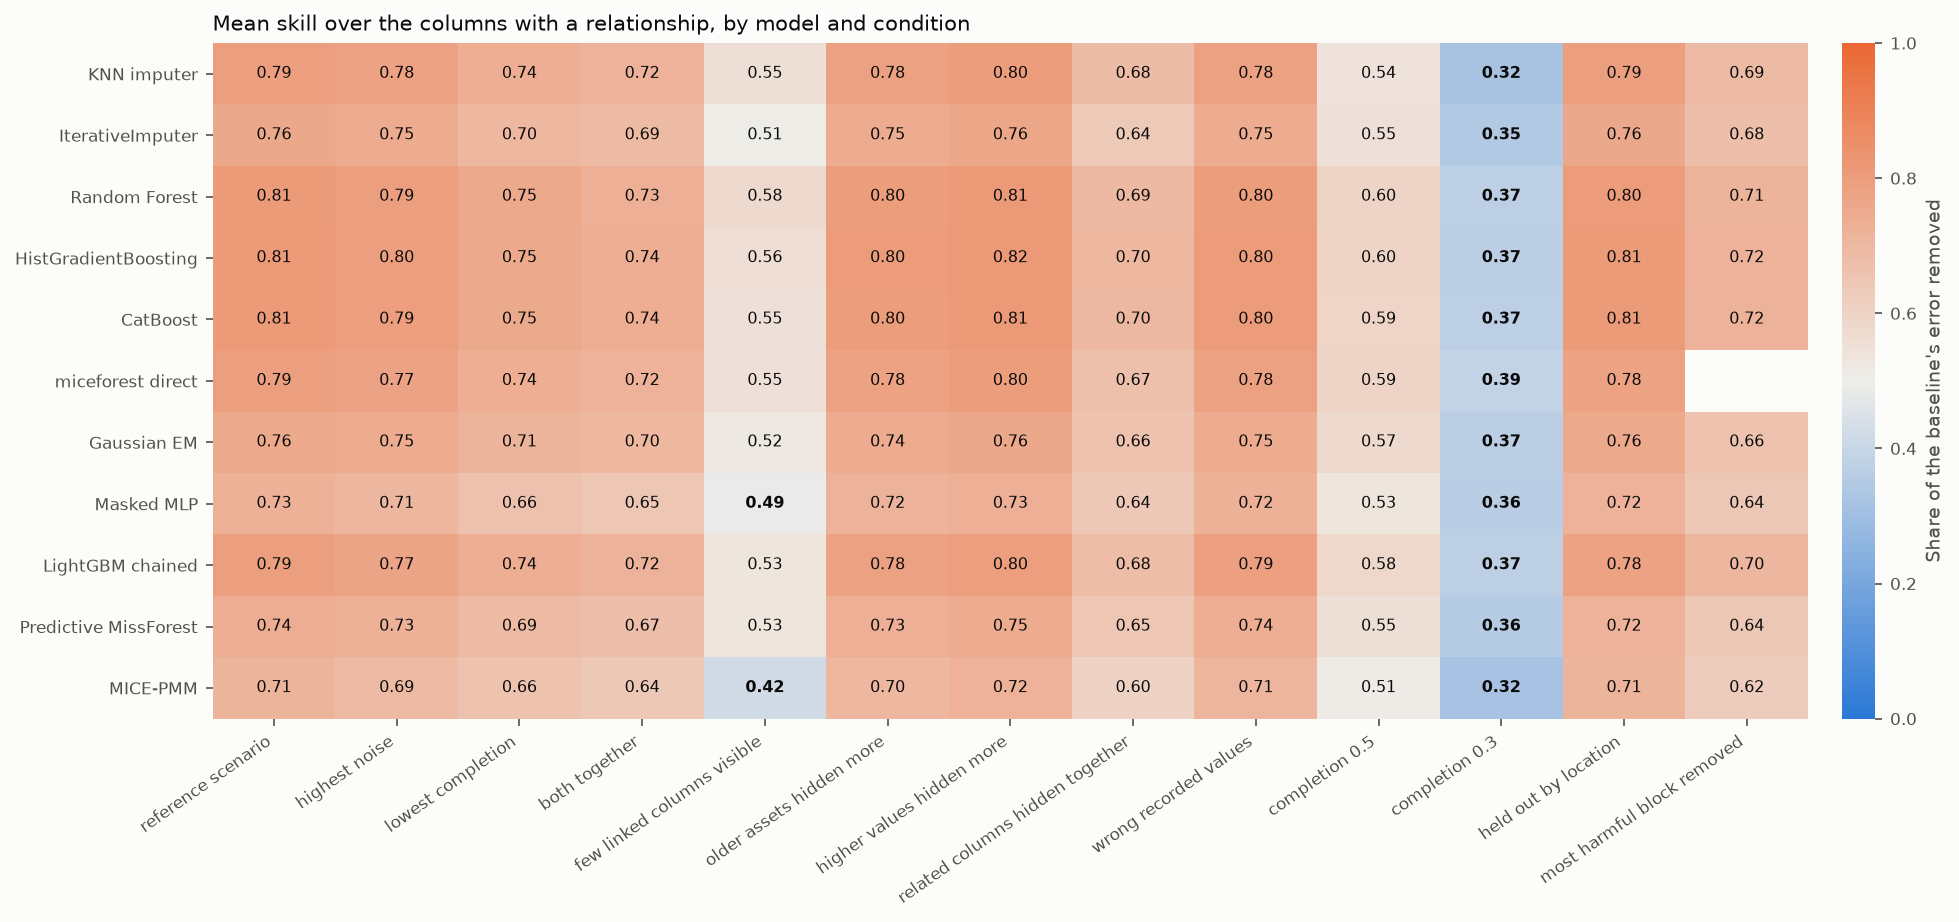 Mean skill over the columns with a relationship, by model and condition
KNN imputer 0.79 0.78 0.74 0.72 0.55 0.78 0.80 0.68 0.78 0.54 0.32 0.79 0.69
IterativeImputer 0.76 0.75 0.70 0.69 0.51 0.75 0.76 0.64 0.75 0.55 0.35 0.76 0.68
Random Forest 0.81 0.79 0.75 0.73 0.58 0.80 0.81 0.69 0.80 0.60 0.37 0.80 0.71
HistGradientBoosting 0.81 0.80 0.75 0.74 0.56 0.80 0.82 0.70 0.80 0.60 0.37 0.81 0.72
CatBoost 0.81 0.79 0.75 0.74 0.55 0.80 0.81 0.70 0.80 0.59 0.37 0.81 0.72
miceforest direct 0.79 0.77 0.74 0.72 0.55 0.78 0.80 0.67 0.78 0.59 0.39 0.78
Gaussian EM 0.76 0.75 0.71 0.70 0.52 0.74 0.76 0.66 0.75 0.57 0.37 0.76 0.66
Masked MLP 0.73 0.71 0.66 0.65 0.49 0.72 0.73 0.64 0.72 0.53 0.36 0.72 0.64
LightGBM chained 0.79 0.77 0.74 0.72 0.53 0.78 0.80 0.68 0.79 0.58 0.37 0.78 0.70
Predictive MissForest 0.74 0.73 0.69 0.67 0.53 0.73 0.75 0.65 0.74 0.55 0.36 0.72 0.64
MICE-PMM 0.71 0.69 0.66 0.64 0.42 0.70 0.72 0.60 0.71 0.51 0.32 0.71 0.62
reference scenario
highest noise
lowest completion
both together
few linked columns visible
older assets hidden more
higher values hidden more
related columns hidden together
wrong recorded values
completion 0.5
completion 0.3
held out by location
most harmful block removed
1.0
0.8
0.6
0.4
0.2
0.0
Share of the baseline's error removed